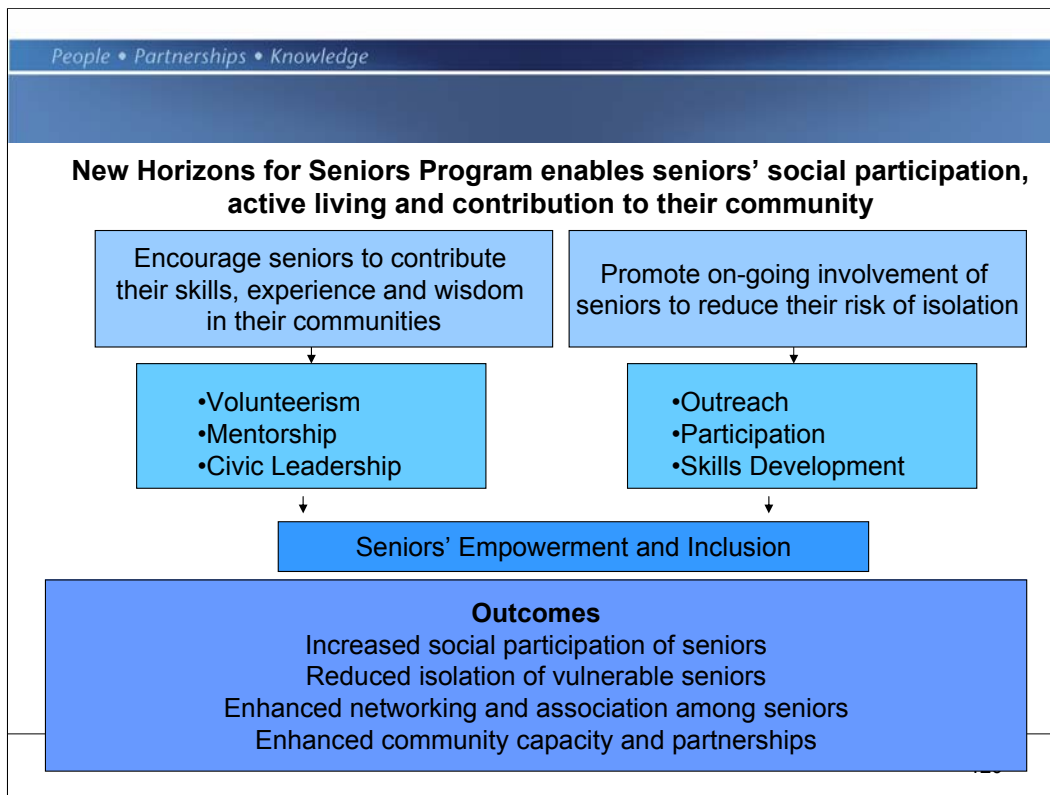 People • Partnerships • Knowledge
New Horizons for Seniors Program enables seniors’ social participation,
active living and contribution to their community
Encourage seniors to contribute
their skills, experience and wisdom
in their communities
Promote on-going involvement of
seniors to reduce their risk of isolation
•Volunteerism
•Mentorship
•Civic Leadership
•Outreach
•Participation
•Skills Development
Seniors’ Empowerment and Inclusion
Outcomes
Increased social participation of seniors
Reduced isolation of vulnerable seniors
Enhanced networking and association among seniors
Enhanced community capacity and partnerships